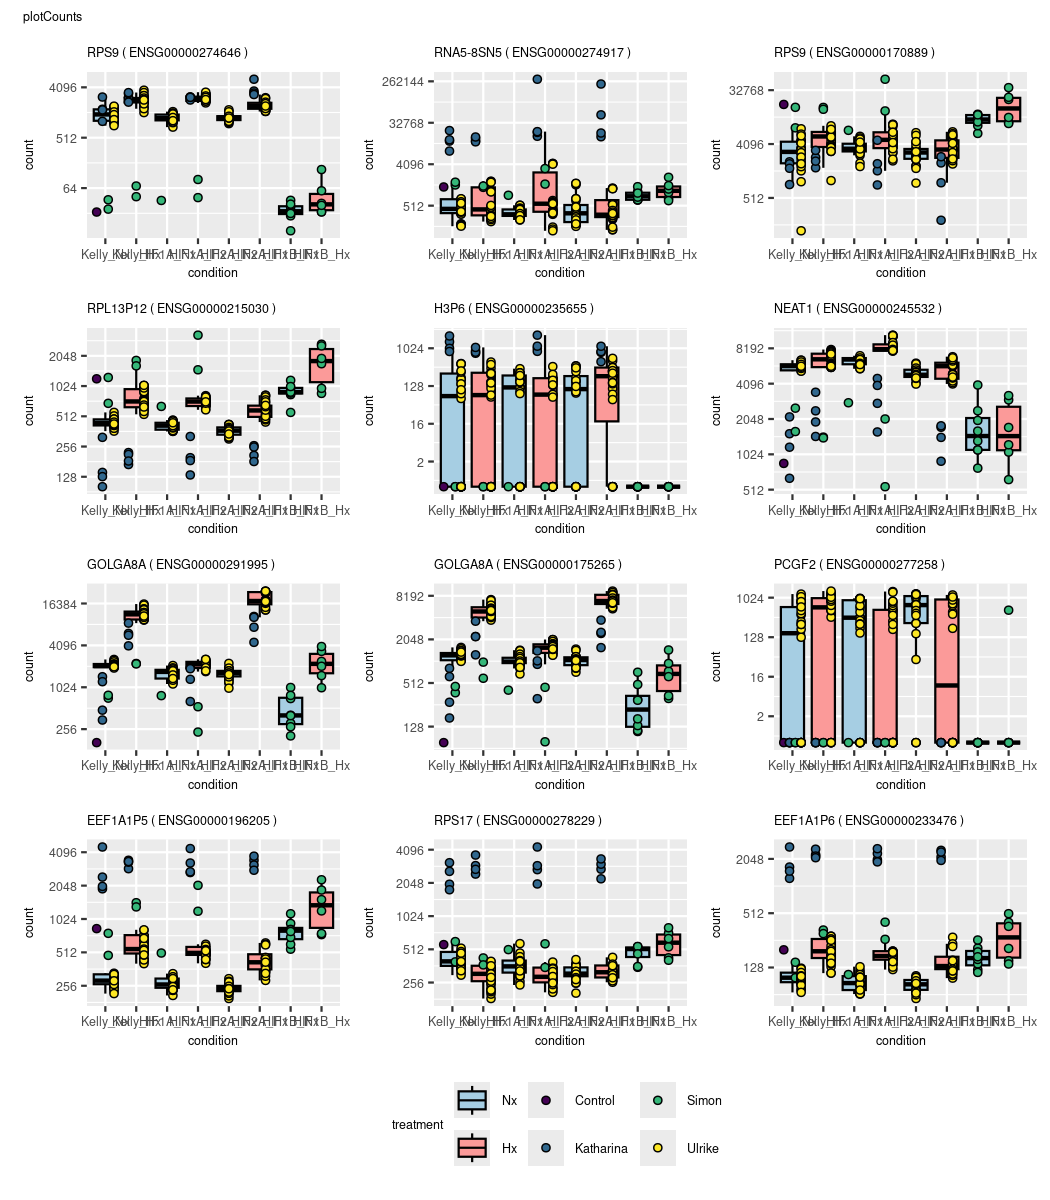 plotCounts
RPS9 ( ENSG00000274646 )
4096
512
64
count
condition
RNA5-8SN5 ( ENSG00000274917 )
262144
32768
4096
512
count
condition
RPS9 ( ENSG00000170889 )
32768
4096
512
count
condition
RPL13P12 ( ENSG00000215030 )
2048
1024
512
256
128
count
condition
H3P6 ( ENSG00000235655 )
1024
128
16
2
count
condition
NEAT1 ( ENSG00000245532 )
8192
4096
2048
1024
512
count
condition
GOLGA8A ( ENSG00000291995 )
16384
4096
1024
256
count
condition
GOLGA8A ( ENSG00000175265 )
8192
2048
512
128
count
condition
PCGF2 ( ENSG00000277258 )
1024
128
16
2
count
condition
EEF1A1P5 ( ENSG00000196205 )
4096
2048
1024
512
256
count
condition
RPS17 ( ENSG00000278229 )
4096
2048
1024
512
256
count
condition
EEF1A1P6 ( ENSG00000233476 )
2048
512
128
count
condition
treatment
Nx
Hx
Control
Katharina
Simon
Ulrike